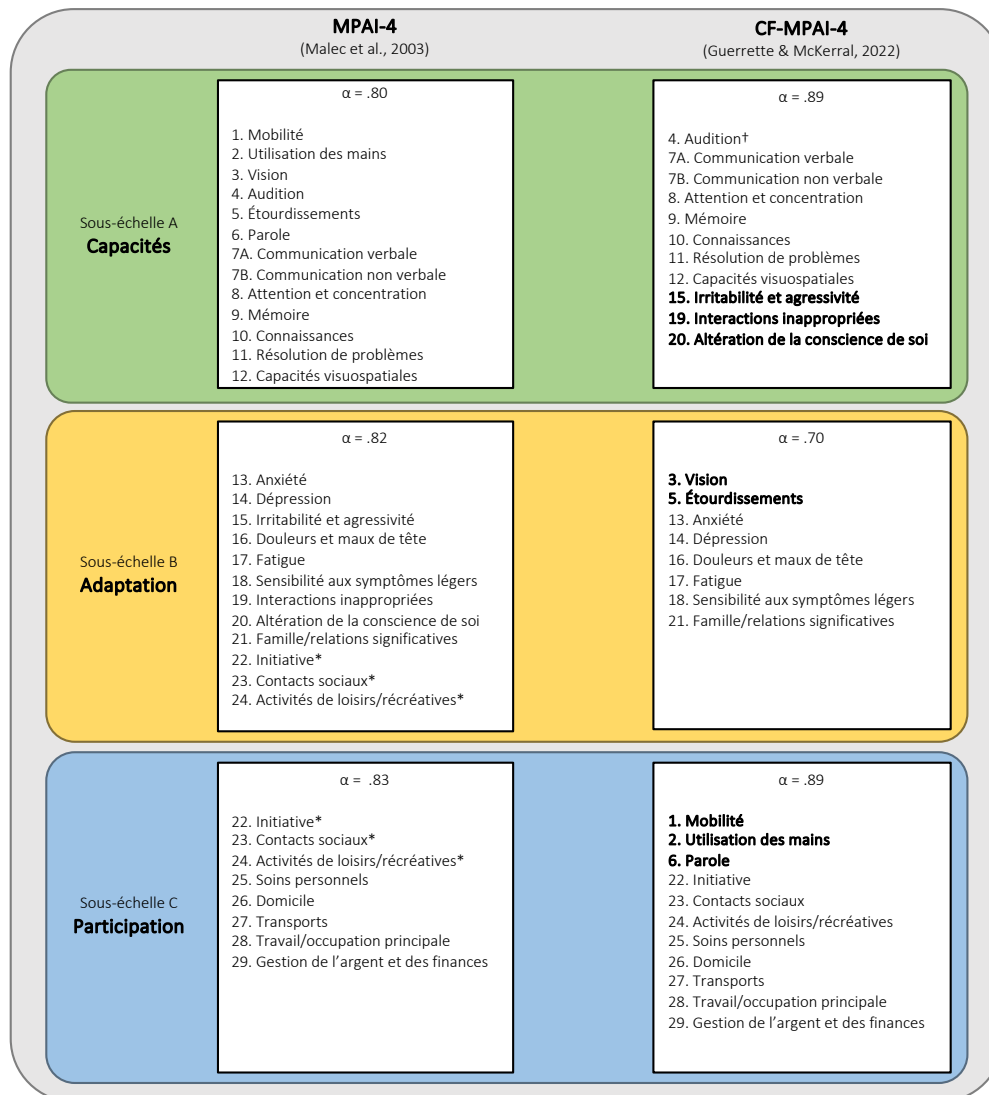 MPAI-4
(Malec et al., 2003)
CF-MPAI-4
(Guerrette & McKerral, 2022)
Sous-échelle A
Capacités
α = .80
1. Mobilité
2. Utilisation des mains
3. Vision
4. Audition
5. Étourdissements
6. Parole
7A. Communication verbale
7B. Communication non verbale
8. Attention et concentration
9. Mémoire
10. Connaissances
11. Résolution de problèmes
12. Capacités visuospatiales
α = .89
4. Audition†
7A. Communication verbale
7B. Communication non verbale
8. Attention et concentration
9. Mémoire
10. Connaissances
11. Résolution de problèmes
12. Capacités visuospatiales
15. Irritabilité et agressivité
19. Interactions inappropriées
20. Altération de la conscience de soi
Sous-échelle B
Adaptation
α = .82
13. Anxiété
14. Dépression
15. Irritabilité et agressivité
16. Douleurs et maux de tête
17. Fatigue
18. Sensibilité aux symptômes légers
19. Interactions inappropriées
20. Altération de la conscience de soi
21. Famille/relations significatives
22. Initiative*
23. Contacts sociaux*
24. Activités de loisirs/récréatives*
α = .70
3. Vision
5. Étourdissements
13. Anxiété
14. Dépression
16. Douleurs et maux de tête
17. Fatigue
18. Sensibilité aux symptômes légers
21. Famille/relations significatives
Sous-échelle C
Participation
α = .83
22. Initiative*
23. Contacts sociaux*
24. Activités de loisirs/récréatives*
25. Soins personnels
26. Domicile
27. Transports
28. Travail/occupation principale
29. Gestion de l'argent et des finances
α = .89
1. Mobilité
2. Utilisation des mains
6. Parole
22. Initiative
23. Contacts sociaux
24. Activités de loisirs/récréatives
25. Soins personnels
26. Domicile
27. Transports
28. Travail/occupation principale
29. Gestion de l'argent et des finances